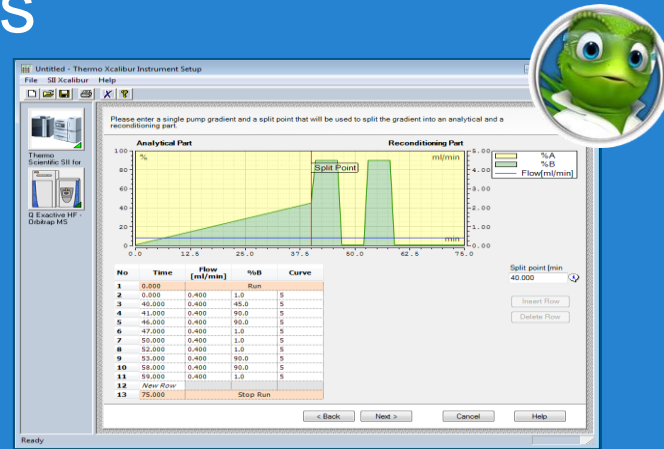 s
Untitled - Thermo Xcalibur Instrument Setup
File SII Xcalibur Help
Please enter a single pump gradient and a split point that will be used to split the gradient into an analytical and a
reconditioning part.
Analytical Part Reconditioning Part
100 % ml/min 5.00
80 4.00
60 3.00
40 2.00
20 1.00
0 min 0.00
0.0 12.5 25.0 37.5 50.0 62.5 75.0
Split Point
%A
%B
Flow[ml/min]
Thermo
Scientific SII for
Q Exactive HF -
Orbitrap MS
No Time Flow [ml/min] %B Curve
1 0.000 Run
2 0.000 0.400 1.0 5
3 40.000 0.400 45.0 5
4 41.000 0.400 90.0 5
5 46.000 0.400 90.0 5
6 47.000 0.400 1.0 5
7 50.000 0.400 1.0 5
8 52.000 0.400 1.0 5
9 53.000 0.400 90.0 5
10 58.000 0.400 90.0 5
11 59.000 0.400 1.0 5
12 New Row
13 75.000 Stop Run
Split point [min
40.000
Insert Row
Delete Row
< Back Next > Cancel Help
Ready